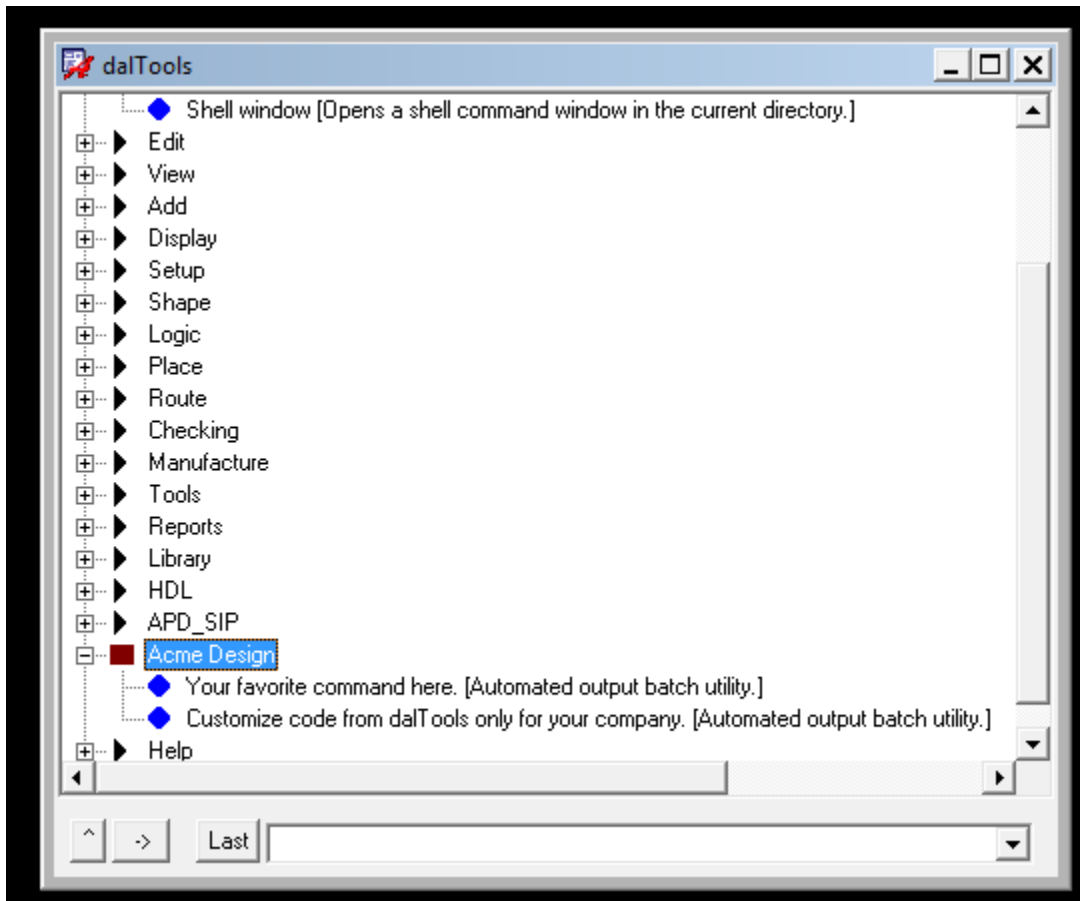 dalTools
Shell window [Opens a shell command window in the current directory.]
Edit
View
Add
Display
Setup
Shape
Logic
Place
Route
Checking
Manufacture
Tools
Reports
Library
HDL
APD_SIP
Acme Design
Your favorite command here. [Automated output batch utility.]
Customize code from dalTools only for your company. [Automated output batch utility.]
Help
^ -> Last